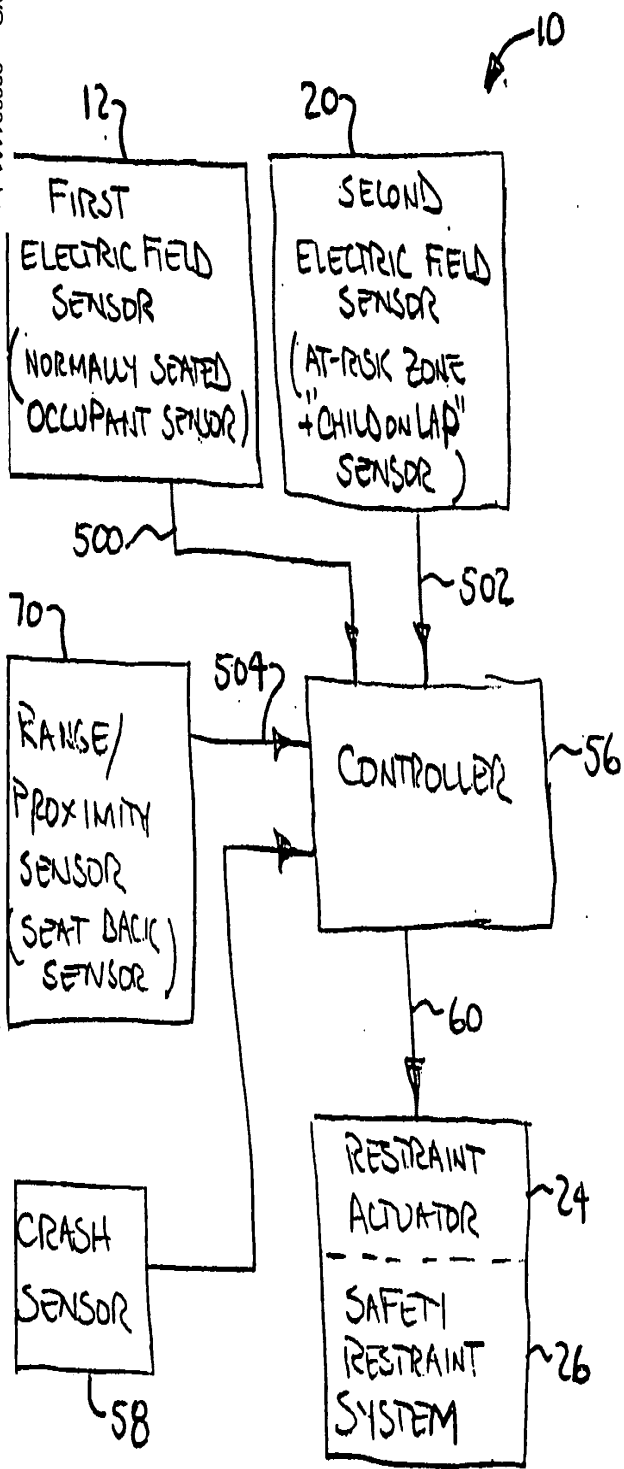 10
12
20
FIRST
ELECTRIC FIELD
SENSOR
(NORMALLY SEATED
OCCUPANT SENSOR)
SECOND
ELECTRIC FIELD
SENSOR
(AT-RISK ZONE
+"CHILD ON LAP"
SENSOR)
500
502
70
504
RANGE/
PROXIMITY
SENSOR
(SEAT BACK
SENSOR)
CONTROLLER
56
60
CRASH
SENSOR
58
RESTRAINT
ACTUATOR
24
SAFETY
RESTRAINT
SYSTEM
26